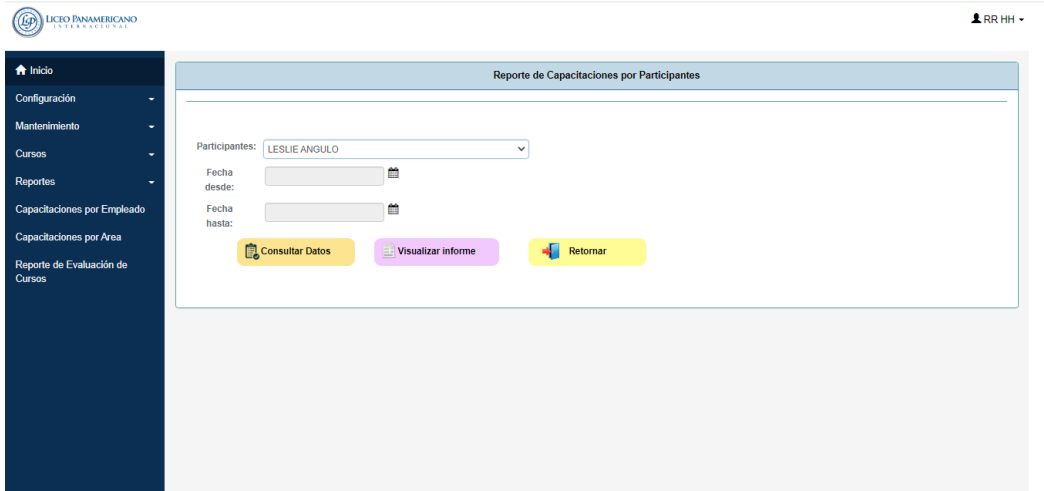 LICEO PANAMERICANO
INTERNACIONAL
RR HH
Inicio
Configuración
Mantenimiento
Cursos
Reportes
Capacitaciones por Empleado
Capacitaciones por Area
Reporte de Evaluación de
Cursos
Reporte de Capacitaciones por Participantes
Participantes:
LESLIE ANGULO
Fecha
desde:
Fecha
hasta:
Consultar Datos
Visualizar informe
Retornar